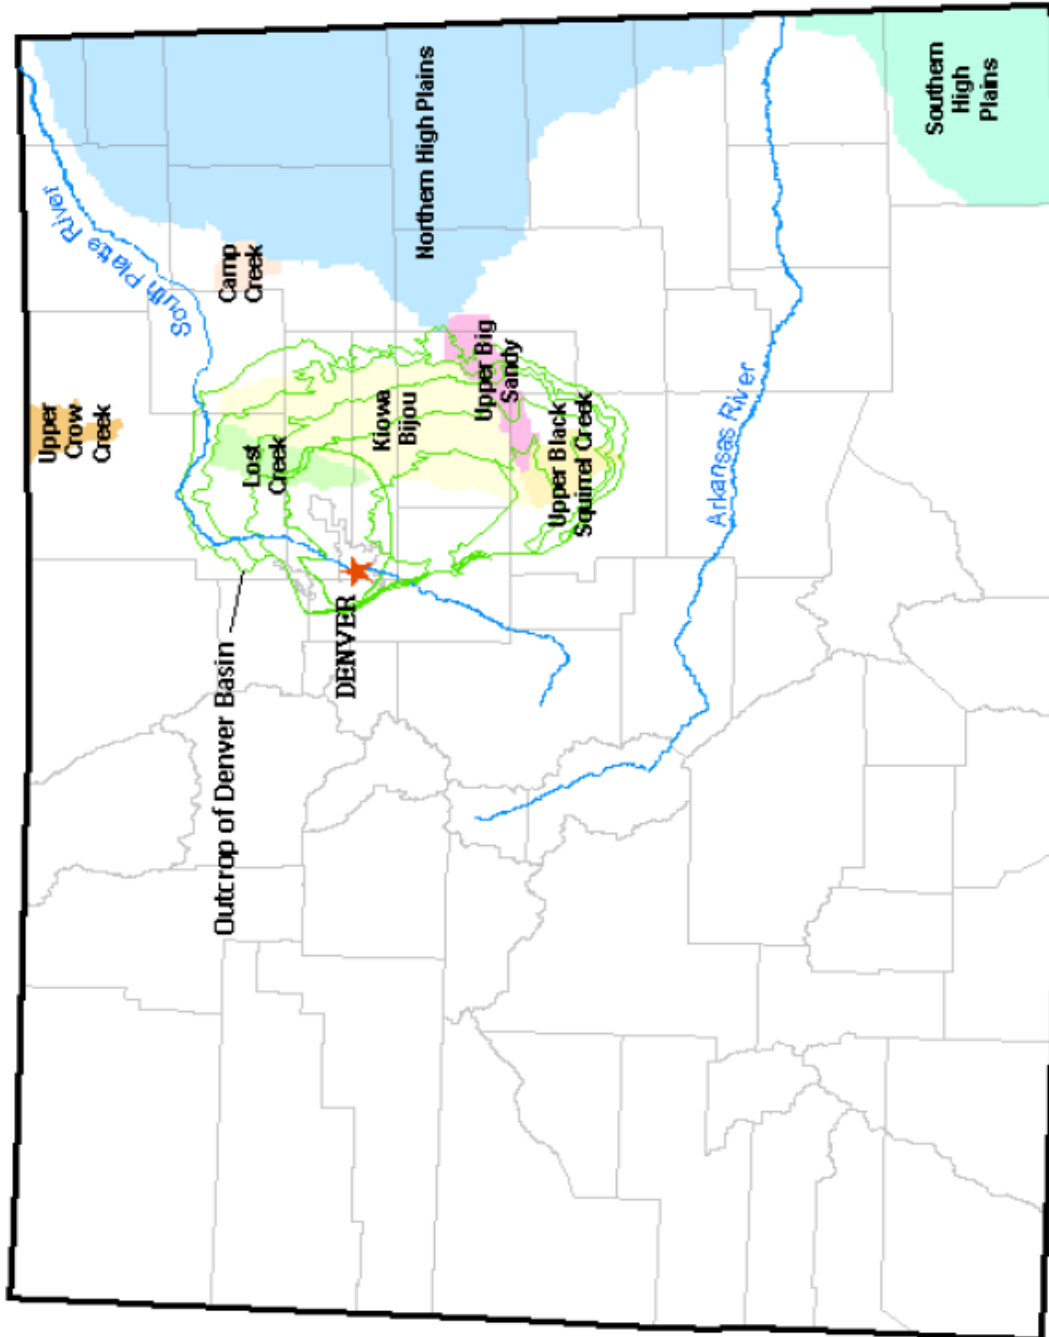 Upper
Crow
Creek
South Platte River
Camp
Creek
Lost
Creek
Northern High Plains
Kiowa
Bijou
Outcrop of Denver Basin
DENVER
Upper Big
Sandy
Upper Black
Squirrel Creek
Arkansas River
Southern
High
Plains